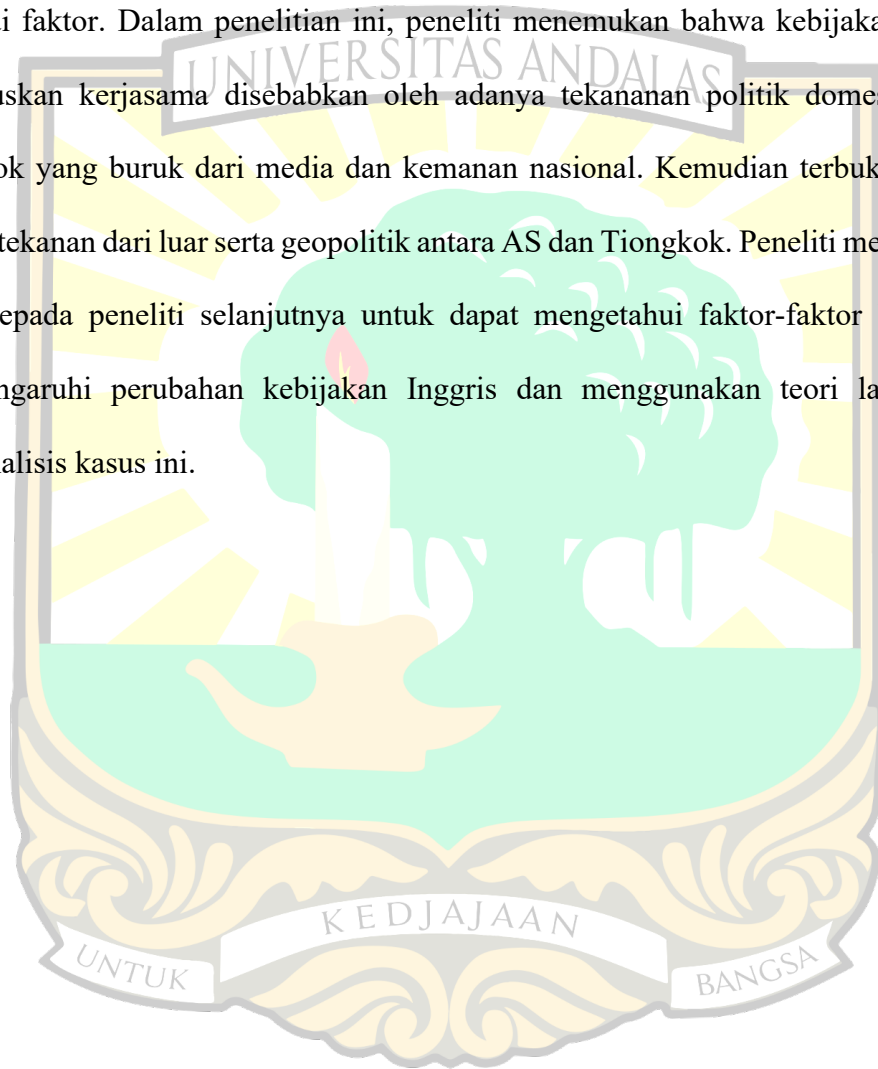 i faktor. Dalam penelitian ini, peneliti menemukan bahwa kebijaka
uskan kerjasama disebabkan oleh adanya tekananan politik domes
ok yang buruk dari media dan kemanan nasional. Kemudian terbuk
tekanan dari luar serta geopolitik antara AS dan Tiongkok. Peneliti me
epada peneliti selanjutnya untuk dapat mengetahui faktor-faktor
ngaruhi perubahan kebijakan Inggris dan menggunakan teori la
alisis kasus ini.
UNIVERSITAS ANDALAS
KEDJAJAAN
UNTUK
BANGSA